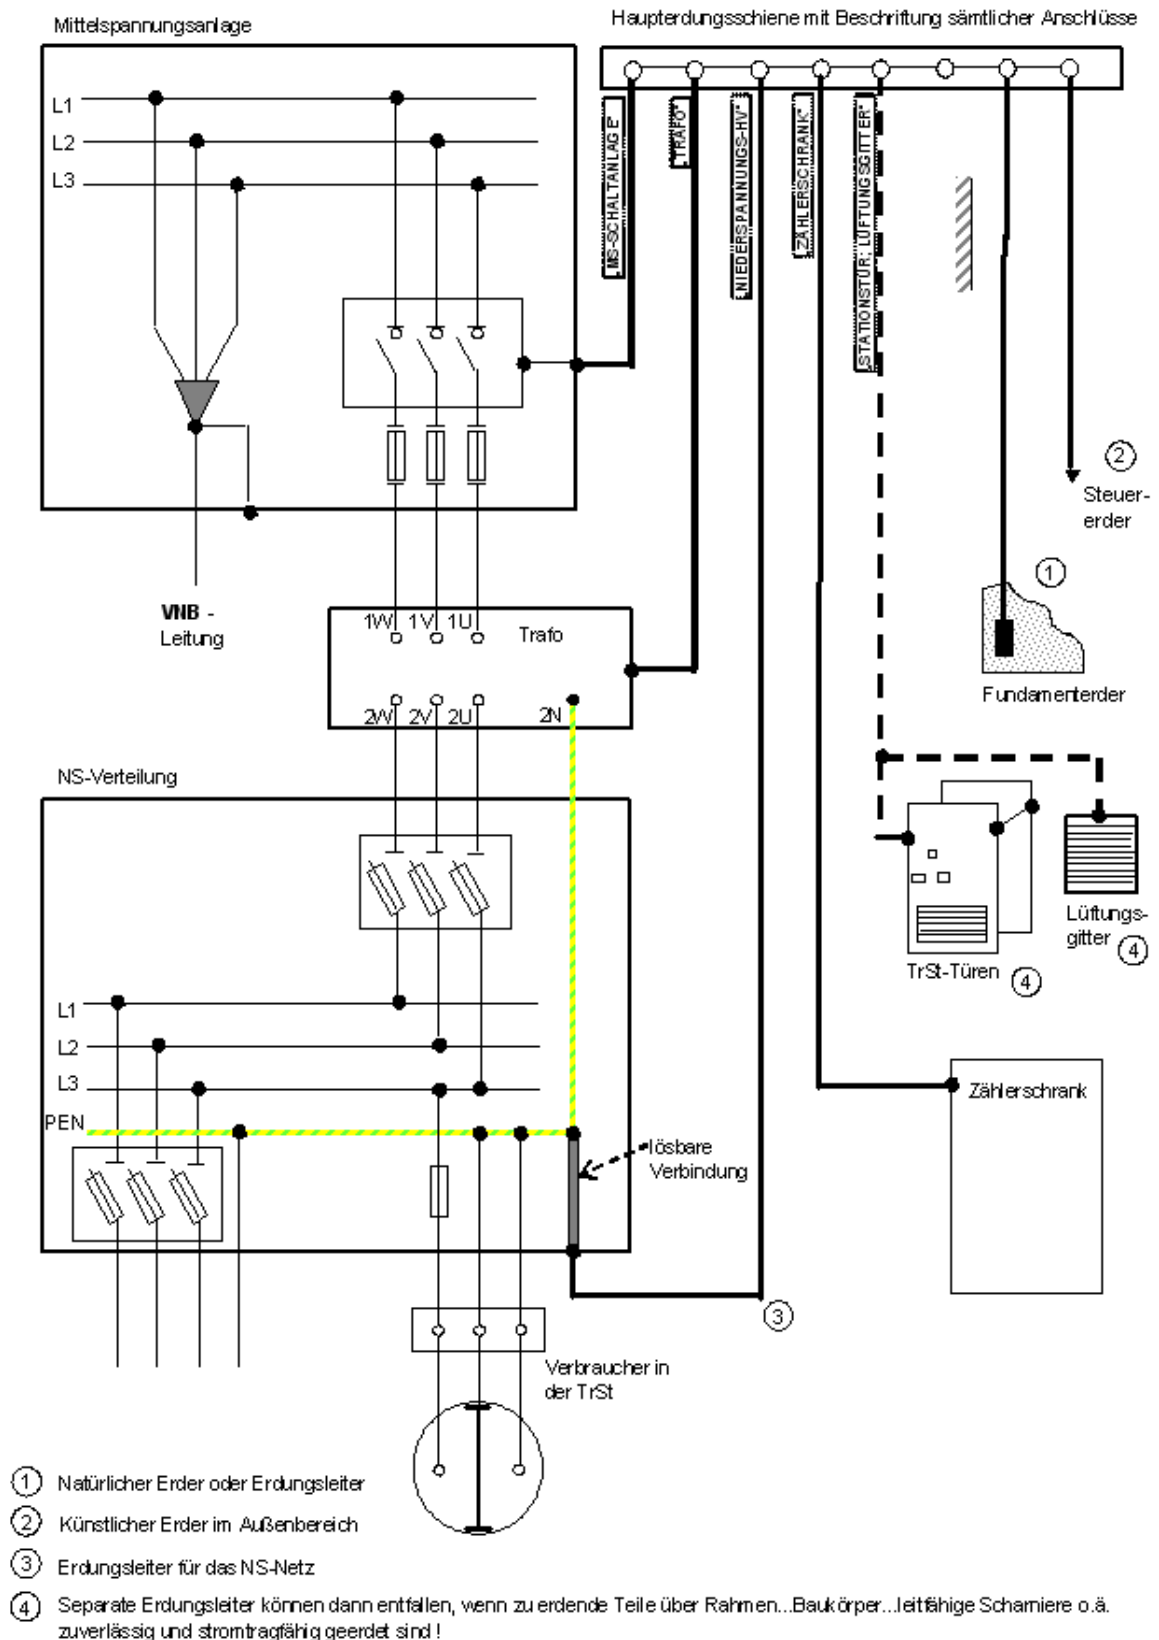 Mittelspannungsanlage
Haupterdungsschiene mit Beschriftung sämtlicher Anschlüsse
L1
L2
L3
"MS-SCHALTANLAGE"
"TRAFO"
"NIEDERSPANNUNGS-HV"
"ZÄHLERSCHRANK"
"STATIONSTÜR; LÜFTUNGSGITTER"
2
Steuer-
erder
1
Fundamenterder
VNB -
Leitung
1W 1V 1U
Trafo
2W 2V 2U
2N
NS-Verteilung
Lüftungs-
gitter 4
TrSt-Türen 4
L1
L2
L3
PEN
Zählerschrank
lösbare
Verbindung
3
Verbraucher in
der TrSt
1 Natürlicher Erder oder Erdungsleiter
2 Künstlicher Erder im Außenbereich
3 Erdungsleiter für das NS-Netz
4 Separate Erdungsleiter können dann entfallen, wenn zu erdende Teile über Rahmen...Baukörper...leitfähige Scharniere o.ä.
zuverlässig und stromtragfähig geerdet sind !